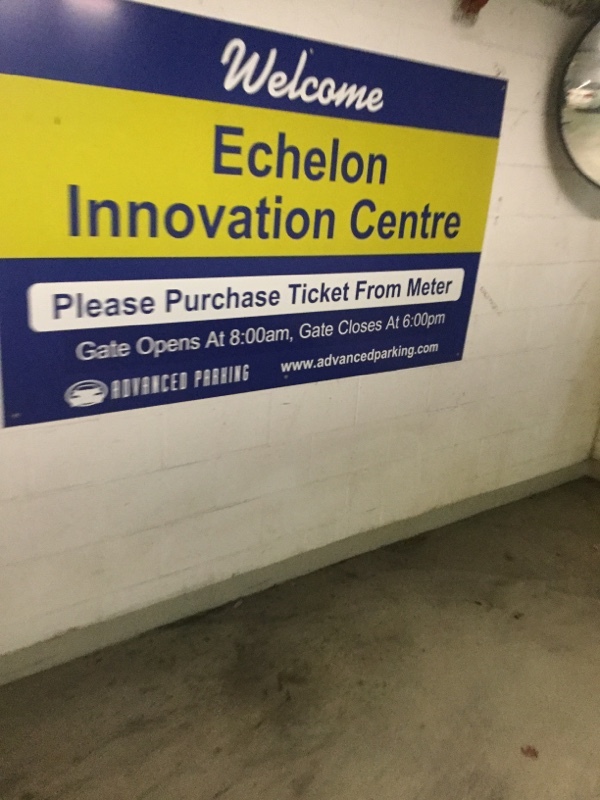 Welcome
Echelon
Innovation Centre
Please Purchase Ticket From Meter
Gate Opens At 8:00am, Gate Closes At 6:00pm
ADVANCED PARKING www.advancedparking.com